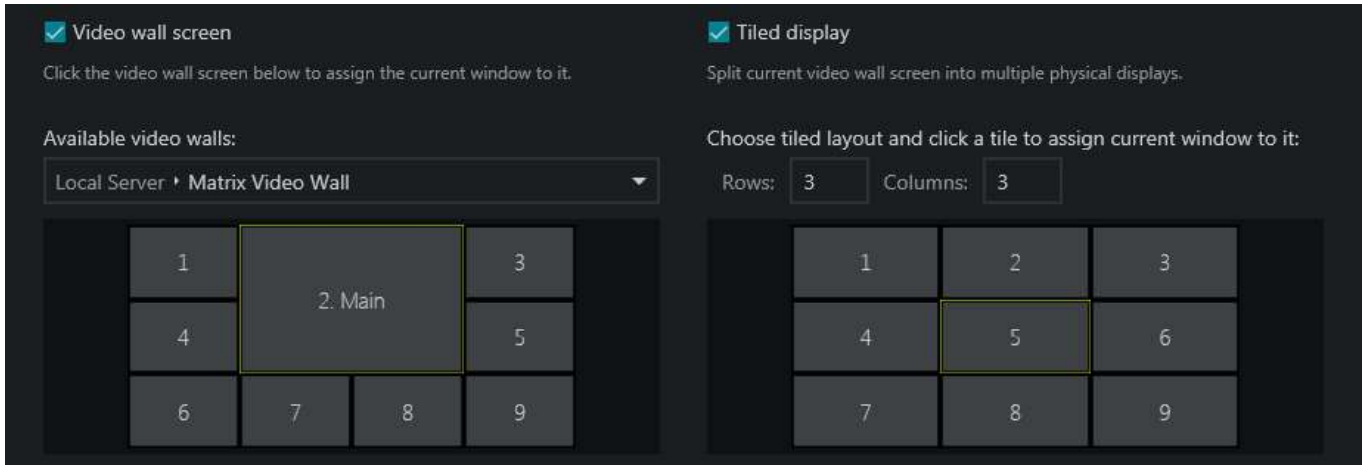 Video wall screen
Click the video wall screen below to assign the current window to it.
Available video walls:
Local Server ‣ Matrix Video Wall
1
2. Main
3
4
5
6
7
8
9
Tiled display
Split current video wall screen into multiple physical displays.
Choose tiled layout and click a tile to assign current window to it:
Rows: 3 Columns: 3
1 2 3
4 5 6
7 8 9